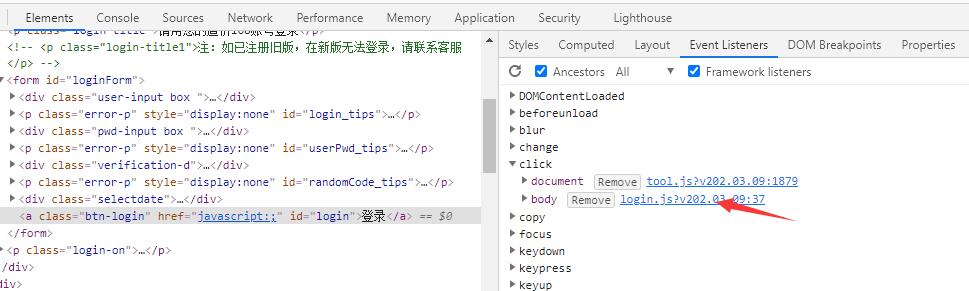 Elements Console Sources Network Performance Memory Application Security Lighthouse
<!-- <p class="login-title1">注：如已注册旧版，在新版无法登录，请联系客服
</p> -->
<form id="loginForm">
<div class="user-input box ">…</div>
<p class="error-p" style="display:none" id="login_tips">…</p>
<div class="pwd-input box ">…</div>
<p class="error-p" style="display:none" id="userPwd_tips">…</p>
<div class="verification-d">…</div>
<p class="error-p" style="display:none" id="randomCode_tips">…</p>
<div class="selectdate">…</div>
<a class="btn-login" href="javascript:;" id="login">登录</a> == $0
</form>
<p class="login-on">…</p>
div>
Styles Computed Layout Event Listeners DOM Breakpoints Properties
Ancestors All Framework listeners
DOMContentLoaded
beforeunload
blur
change
click
document Remove tool.js?v202.03.09:1879
body Remove login.js?v202.03.09:37
copy
focus
keydown
keypress
keyup